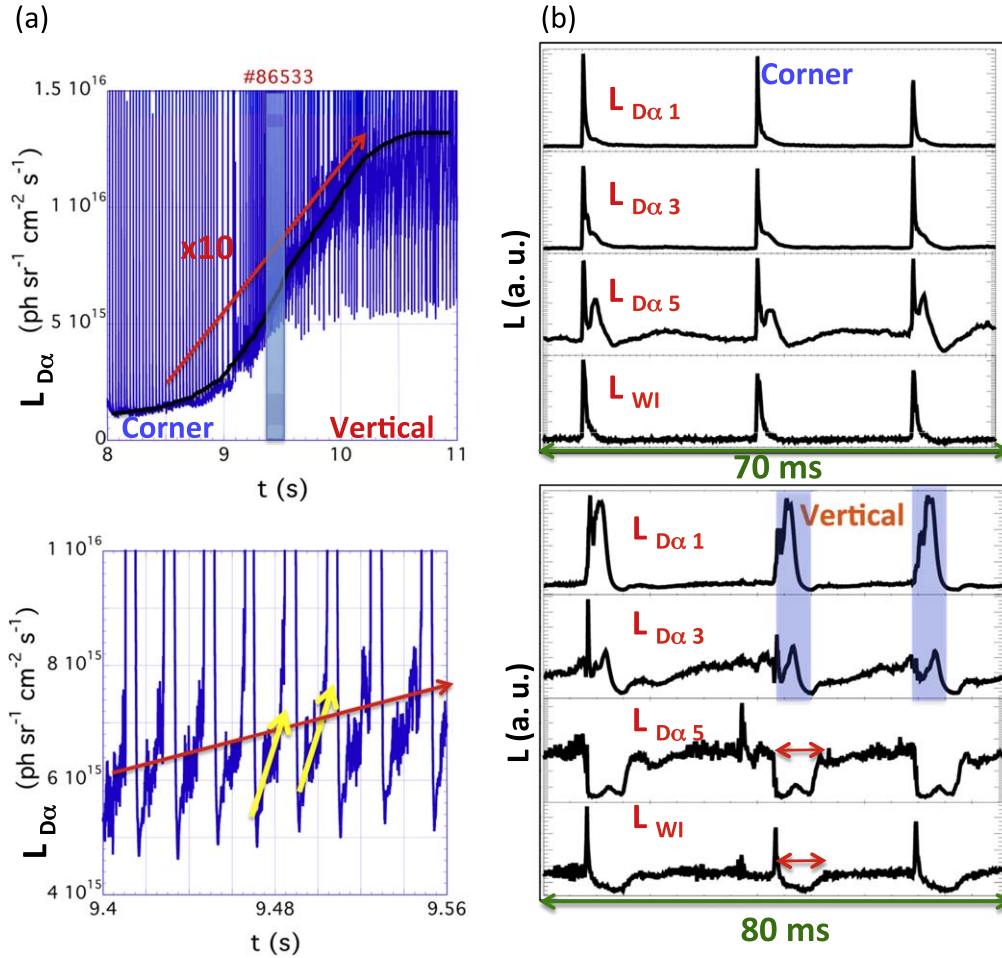 (a)
#86533
1.5 10¹⁶
1 10¹⁶
5 10¹⁵
0
L Dα (ph sr⁻¹ cm⁻² s⁻¹)
x10
Corner
Vertical
8 9 10 11
t (s)
1 10¹⁶
8 10¹⁵
6 10¹⁵
4 10¹⁵
L Dα (ph sr⁻¹ cm⁻² s⁻¹)
9.4 9.48 9.56
t (s)
(b)
Corner
L Dα 1
L Dα 3
L Dα 5
L WI
L (a. u.)
70 ms
Vertical
L Dα 1
L Dα 3
L Dα 5
L WI
L (a. u.)
80 ms